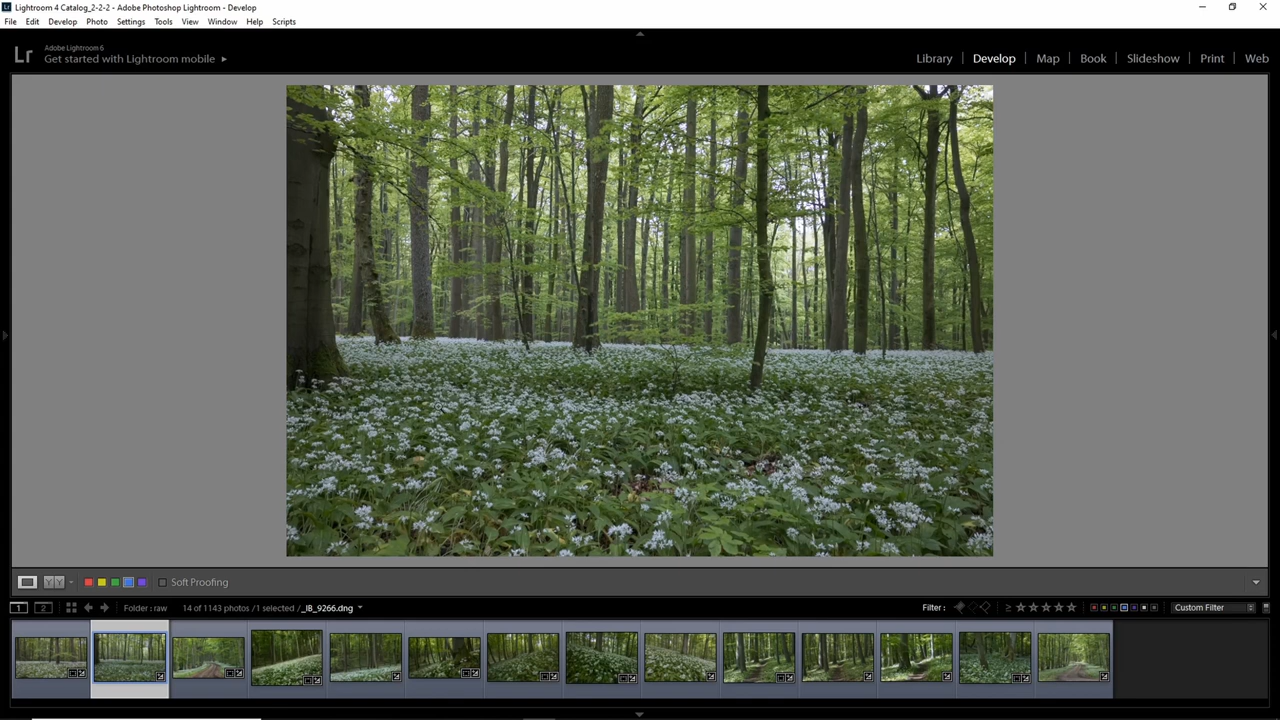 Lightroom 4 Catalog_2-2-2 - Adobe Photoshop Lightroom - Develop
File Edit Develop Photo Settings Tools View Window Help Scripts
Lr
Adobe Lightroom 6
Get started with Lightroom mobile
Library | Develop | Map | Book | Slideshow | Print | Web
Y Y Soft Proofing
1 2 Folder : raw 14 of 1143 photos / 1 selected / _IB_9266.dng Filter : Custom Filter